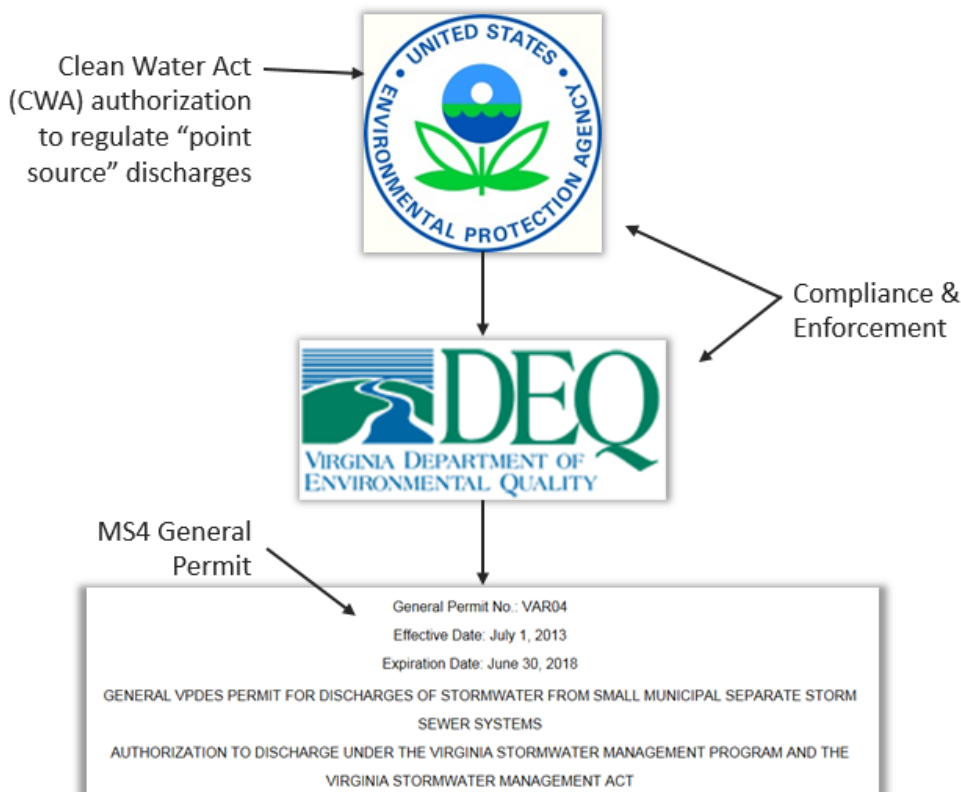 Clean Water Act
(CWA) authorization
to regulate “point
source” discharges
• UNITED STATES •
ENVIRONMENTAL PROTECTION AGENCY
Compliance &
Enforcement
DEQ
VIRGINIA DEPARTMENT OF
ENVIRONMENTAL QUALITY
MS4 General
Permit
General Permit No.: VAR04
Effective Date: July 1, 2013
Expiration Date: June 30, 2018
GENERAL VPDES PERMIT FOR DISCHARGES OF STORMWATER FROM SMALL MUNICIPAL SEPARATE STORM
SEWER SYSTEMS
AUTHORIZATION TO DISCHARGE UNDER THE VIRGINIA STORMWATER MANAGEMENT PROGRAM AND THE
VIRGINIA STORMWATER MANAGEMENT ACT